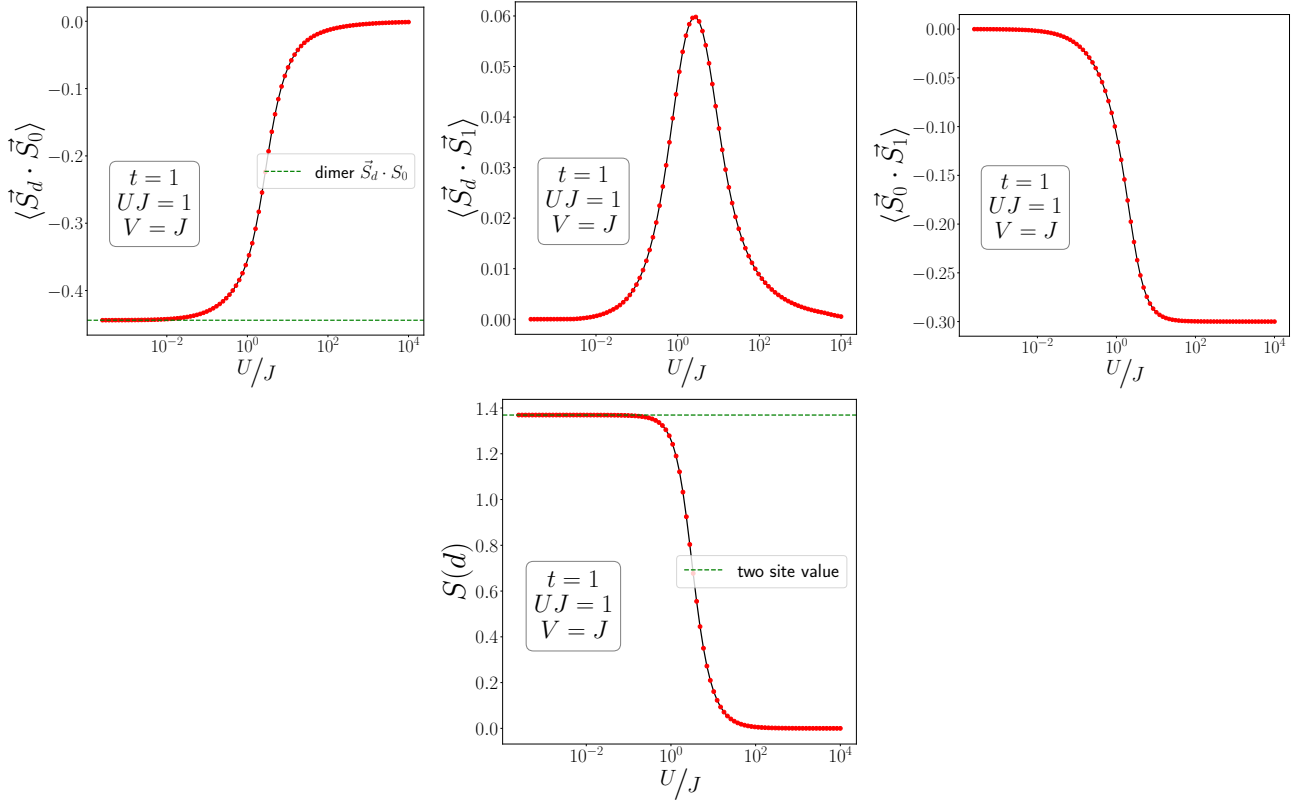 ⟨S⃗_d · S⃗_0⟩
0.0
−0.1
−0.2
−0.3
−0.4
t = 1
UJ = 1
V = J
dimer S⃗_d · S_0
10^−2
10^0
10^2
10^4
U/J
⟨S⃗_d · S⃗_1⟩
0.06
0.05
0.04
0.03
0.02
0.01
0.00
t = 1
UJ = 1
V = J
10^−2
10^0
10^2
10^4
U/J
⟨S⃗_0 · S⃗_1⟩
0.00
−0.05
−0.10
−0.15
−0.20
−0.25
−0.30
t = 1
UJ = 1
V = J
10^−2
10^0
10^2
10^4
U/J
S(d)
1.4
1.2
1.0
0.8
0.6
0.4
0.2
0.0
t = 1
UJ = 1
V = J
two site value
10^−2
10^0
10^2
10^4
U/J